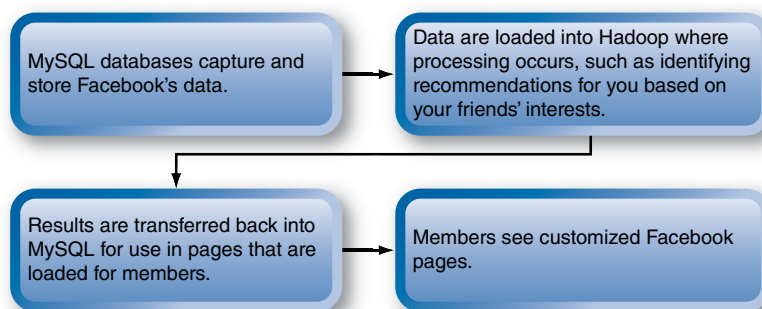 MySQL databases capture and
store Facebook's data.
Data are loaded into Hadoop where
processing occurs, such as identifying
recommendations for you based on
your friends' interests.
Results are transferred back into
MySQL for use in pages that are
loaded for members.
Members see customized Facebook
pages.